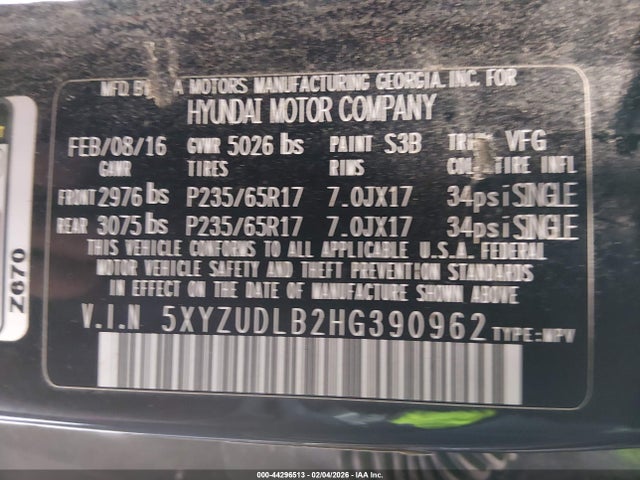 MFD. BY A MOTORS MANUFACTURING GEORGIA, INC. FOR
HYUNDAI MOTOR COMPANY
FEB/08/16 GVWR 5026 lbs PAINT S3B VFG
GAWR TIRES RIMS COLD TIRE INFL
FRONT 2976 lbs P235/65R17 7.0JX17 34psi SINGLE
REAR 3075 lbs P235/65R17 7.0JX17 34psi SINGLE
THIS VEHICLE CONFORMS TO ALL APPLICABLE U.S.A. FEDERAL
MOTOR VEHICLE SAFETY AND THEFT PREVENTION STANDARDS
IN EFFECT ON THE DATE OF MANUFACTURE SHOWN ABOVE.
V.I.N 5XYZUDLB2HG390962 TYPE:MPV
Z670
000-44296513 - 02/04/2026 - IAA Inc.